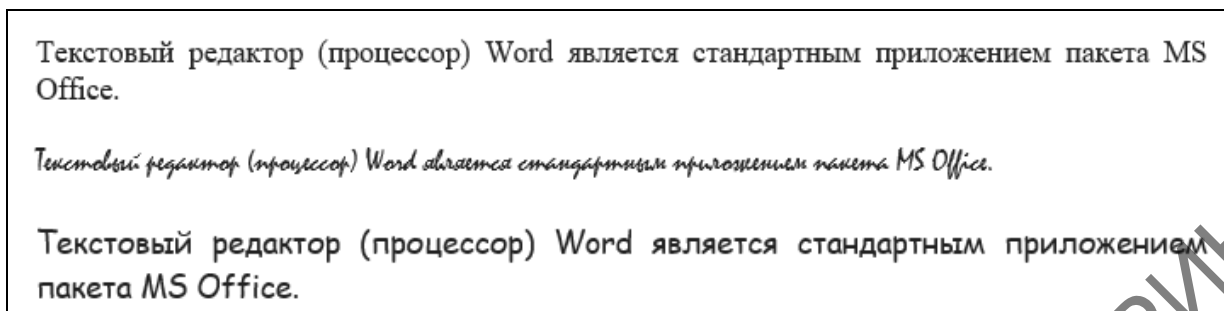 Текстовый редактор (процессор) Word является стандартным приложением пакета MS
Office.
Текстовый редактор (процессор) Word является стандартным приложением пакета MS Office.
Текстовый редактор (процессор) Word является стандартным приложением
пакета MS Office.